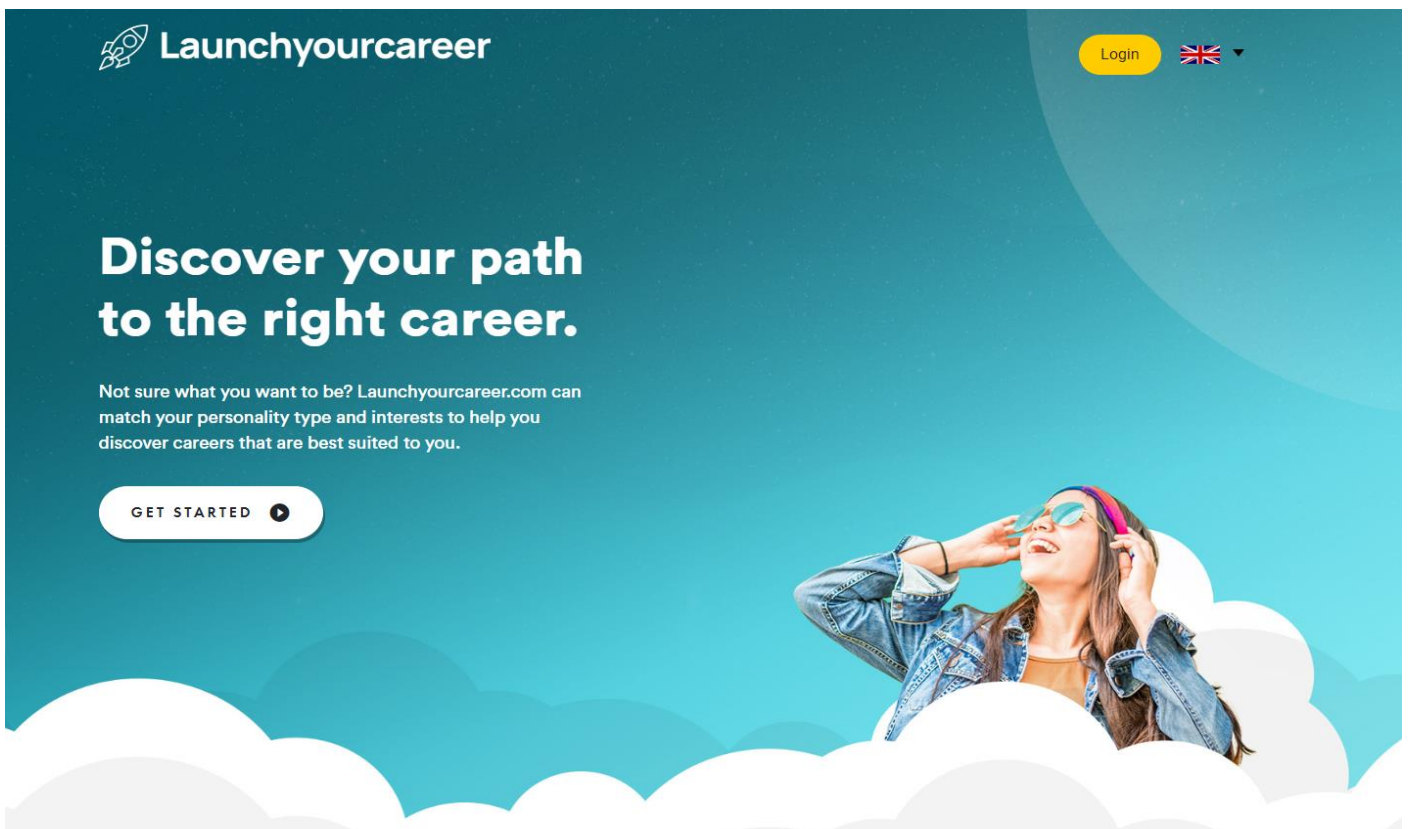 Launchyourcareer
Login
Discover your path
to the right career.
Not sure what you want to be? Launchyourcareer.com can
match your personality type and interests to help you
discover careers that are best suited to you.
GET STARTED